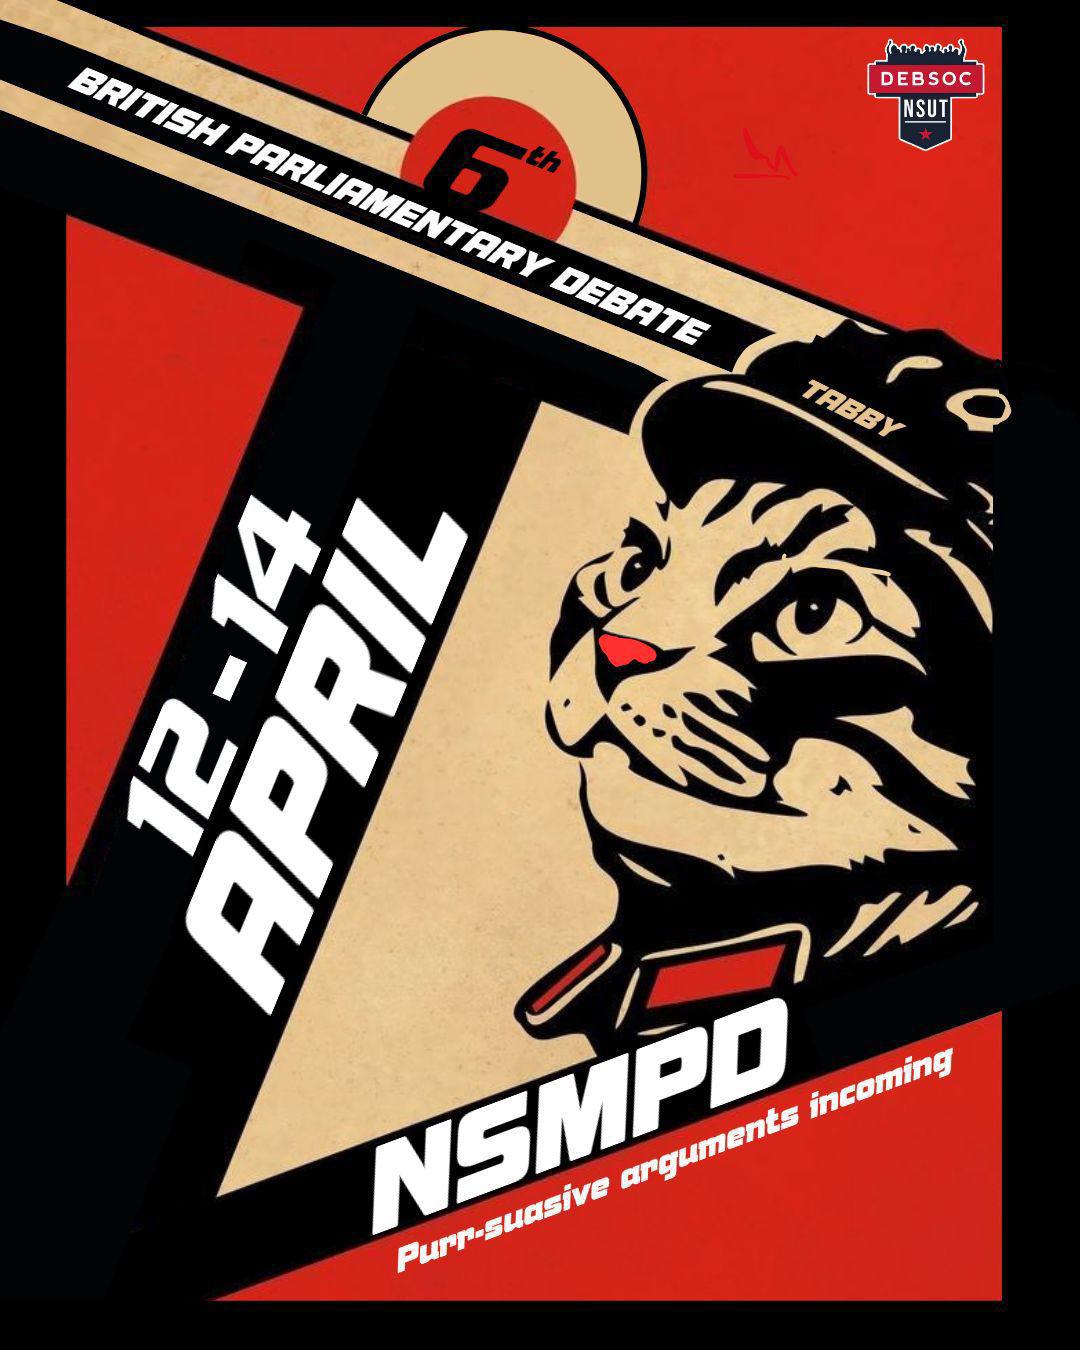 DEBSOC
NSUT
6th
BRITISH PARLIAMENTARY DEBATE
TABBY
12 - 14
APRIL
NSMPD
Purr-suasive arguments incoming